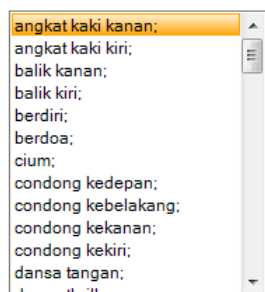 angkat kaki kanan;
angkat kaki kiri;
balik kanan;
balik kiri;
berdiri;
berdoa;
cium;
condong kedepan;
condong kebelakang;
condong kekanan;
condong kekiri;
dansa tangan;